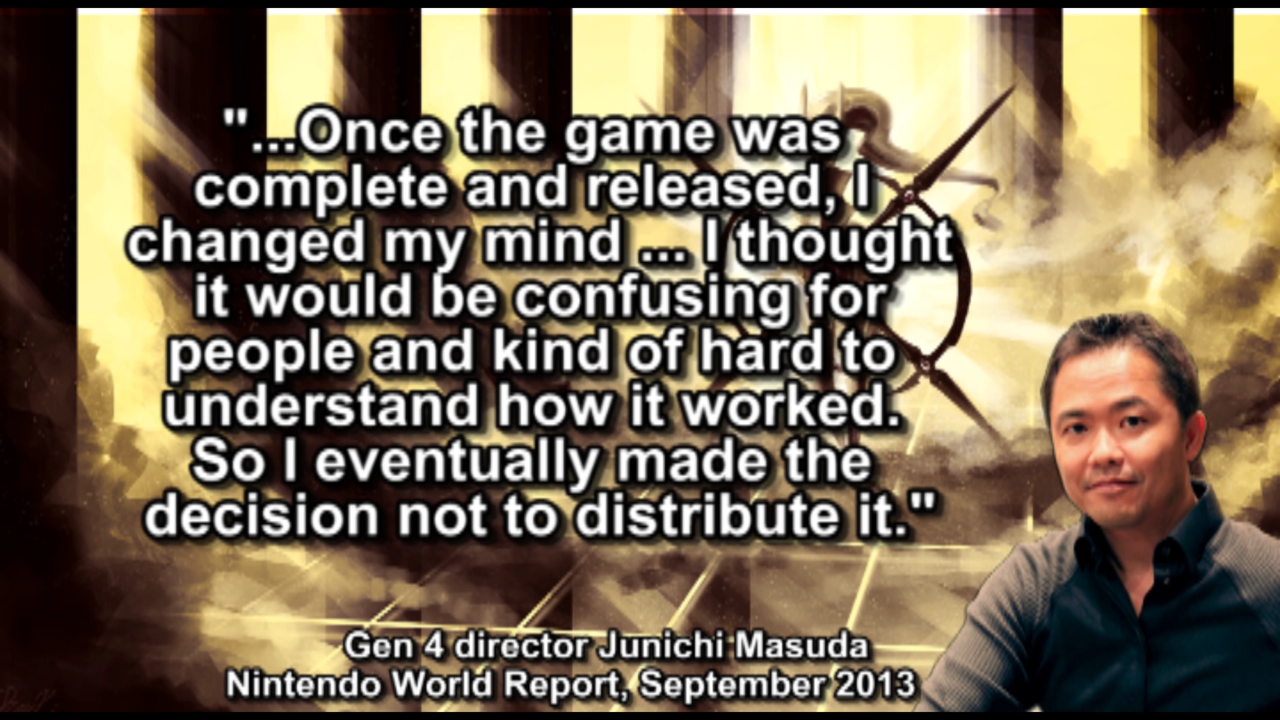 "...Once the game was
complete and released, I
changed my mind ... I thought
it would be confusing for
people and kind of hard to
understand how it worked.
So I eventually made the
decision not to distribute it."
Gen 4 director Junichi Masuda
Nintendo World Report, September 2013